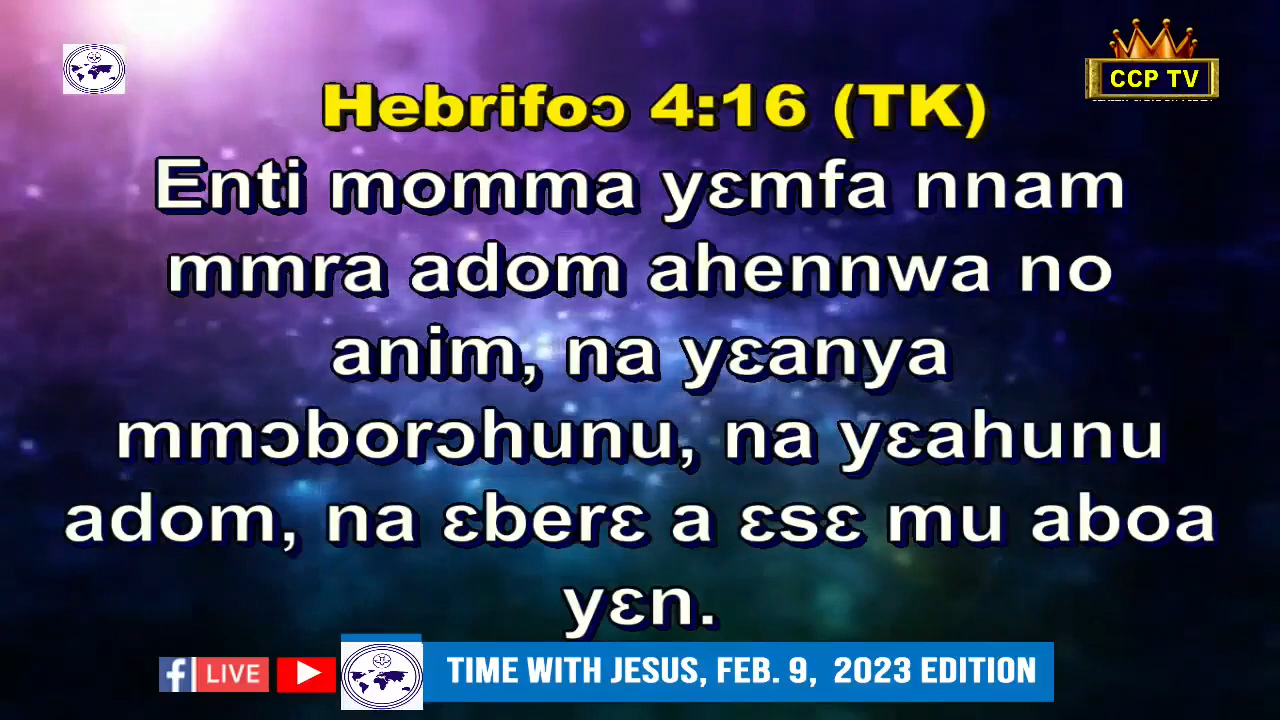 CCP TV
Hebrifoɔ 4:16 (TK)
Enti momma yɛmfa nnam
mmra adom ahennwa no
anim, na yɛanya
mmɔborɔhunu, na yɛahunu
adom, na ɛberɛ a ɛsɛ mu aboa
yɛn.
f LIVE
TIME WITH JESUS, FEB. 9, 2023 EDITION